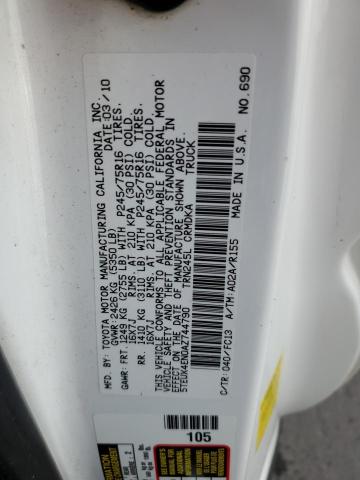 MFD. BY: TOYOTA MOTOR MANUFACTURING CALIFORNIA INC.
DATE: 03/10
GVWR: 2426 KG (5350 LB)
GAWR: FRT. 1249 KG (2755 LB) WITH P245/75R16 TIRES.
16X7J RIMS, AT 210 KPA (30 PSI) COLD.
RR. 1410 KG (3110 LB) WITH P245/75R16 TIRES.
16X7J RIMS, AT 210 KPA (30 PSI) COLD.
THIS VEHICLE CONFORMS TO ALL APPLICABLE FEDERAL MOTOR
VEHICLE SAFETY AND THEFT PREVENTION STANDARDS IN
EFFECT ON THE DATE OF MANUFACTURE SHOWN ABOVE.
5TEUX4ENDAZ744790 TRN245L CRMDKA TRUCK
C/TR: 040/FC13 A/TM: A02A/R155 MADE IN U.S.A. NO. 690
105